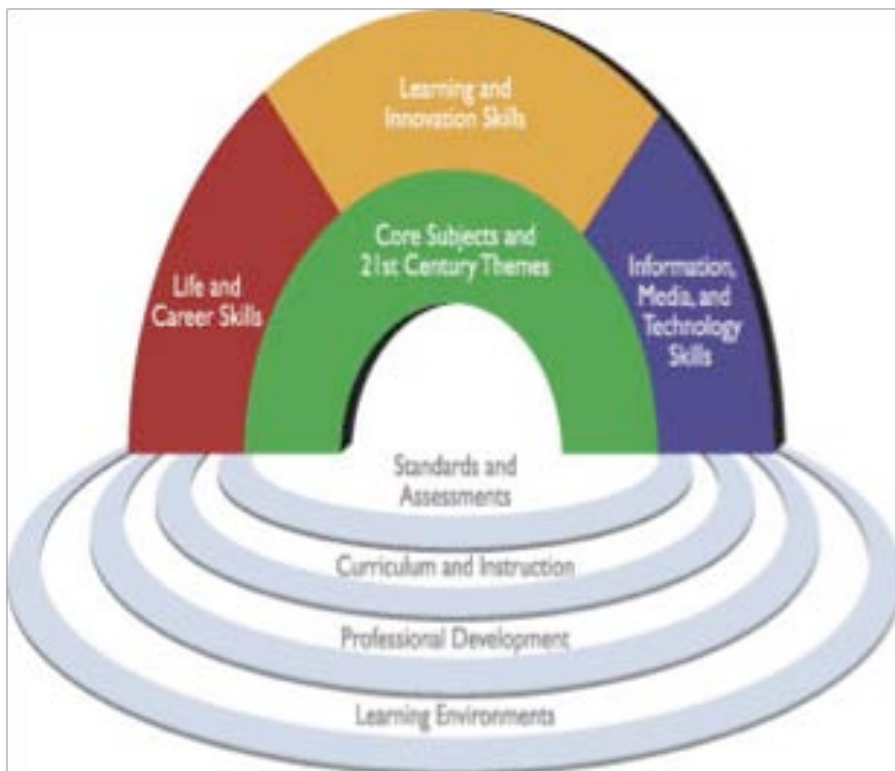 Learning and
Innovation Skills
Core Subjects and
21st Century Themes
Life and
Career Skills
Information,
Media, and
Technology
Skills
Standards and
Assessments
Curriculum and Instruction
Professional Development
Learning Environments